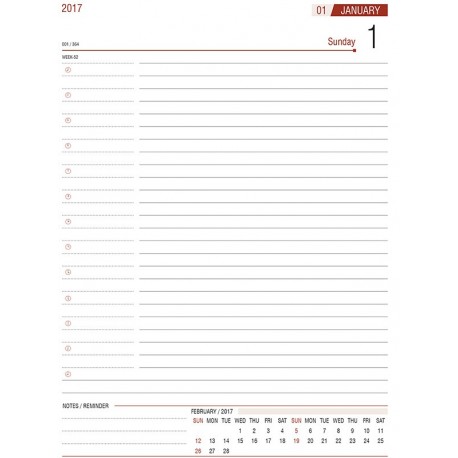 2017
01 JANUARY
Sunday 1
001 / 364
WEEK-52
NOTES / REMINDER
FEBRUARY / 2017
SUN MON TUE WED THU FRI SAT SUN MON TUE WED THU FRI SAT
1 2 3 4 5 6 7 8 9 10 11
12 13 14 15 16 17 18 19 20 21 22 23 24 25
26 27 28